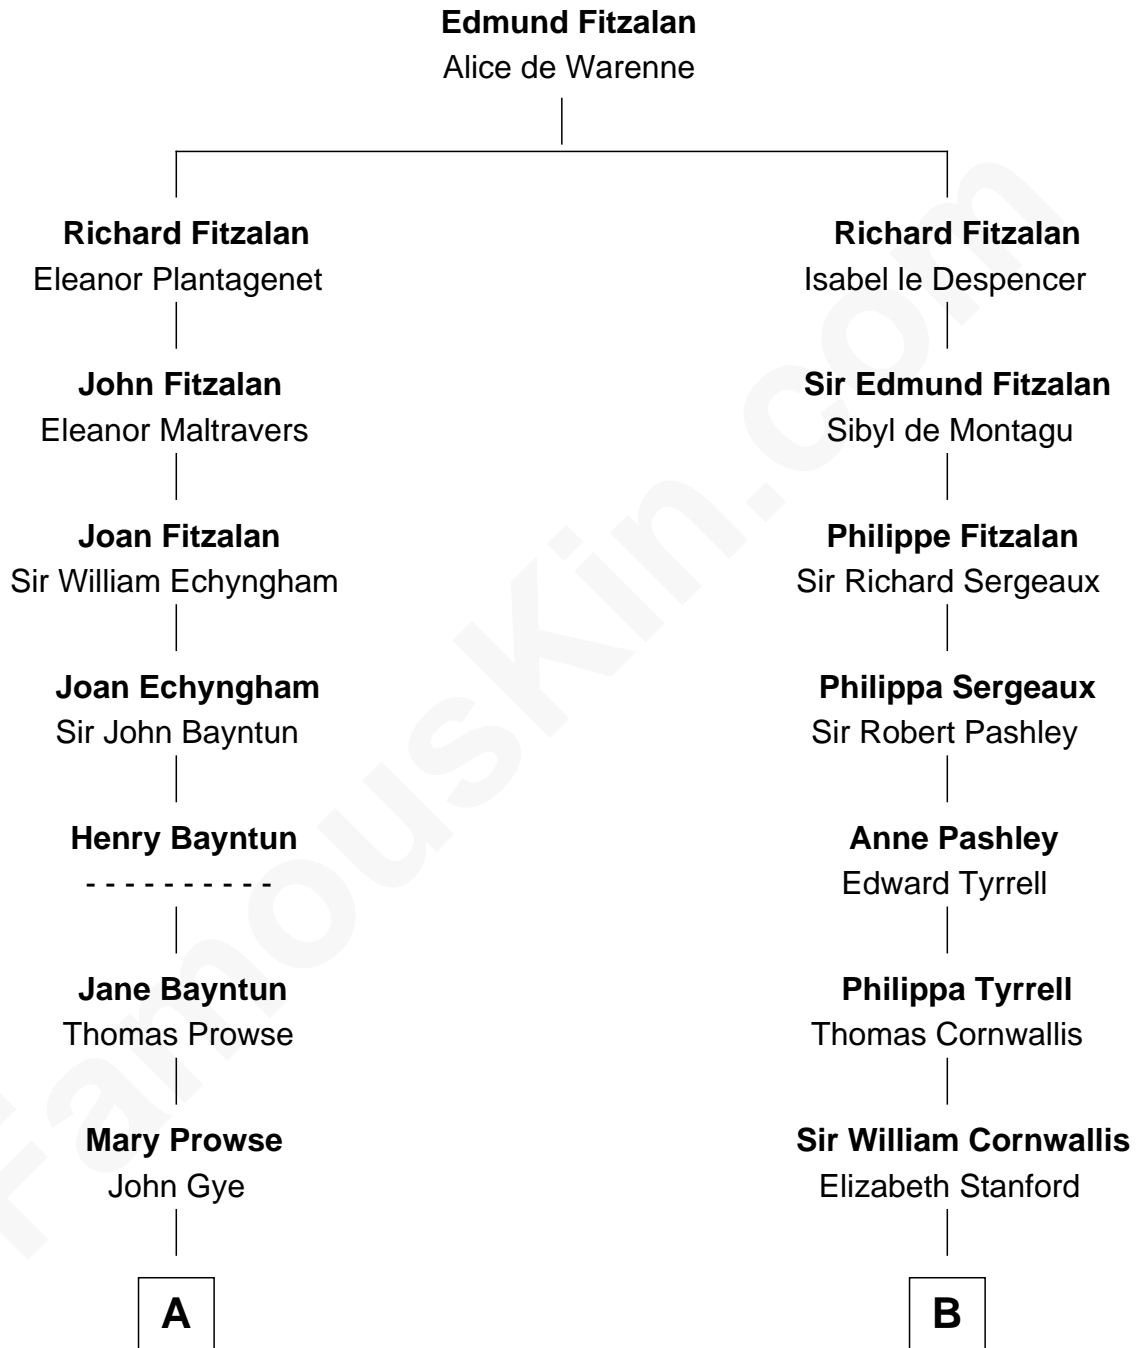 Edmund Fitzalan
Alice de Warenne
Richard Fitzalan
Eleanor Plantagenet
John Fitzalan
Eleanor Maltravers
Joan Fitzalan
Sir William Echyngham
Joan Echyngham
Sir John Bayntun
Henry Bayntun
- - - - - - - - - -
Jane Bayntun
Thomas Prowse
Mary Prowse
John Gye
A
Richard Fitzalan
Isabel le Despencer
Sir Edmund Fitzalan
Sibyl de Montagu
Philippe Fitzalan
Sir Richard Sergeaux
Philippa Sergeaux
Sir Robert Pashley
Anne Pashley
Edward Tyrrell
Philippa Tyrrell
Thomas Cornwallis
Sir William Cornwallis
Elizabeth Stanford
B
FamousKin.com